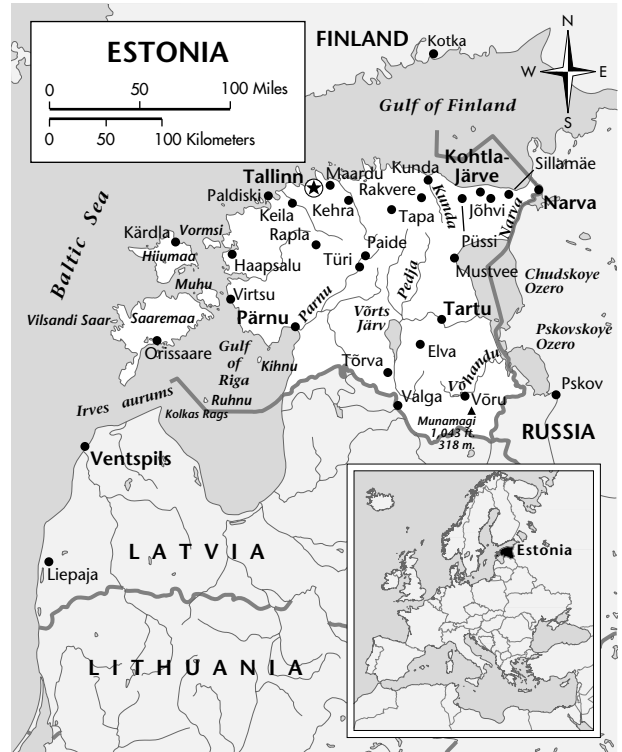 ESTONIA
0 50 100 Miles
0 50 100 Kilometers
FINLAND
Kotka
N
W E
S
Gulf of Finland
Baltic Sea
Tallinn
Maardu
Kunda
Kohtla-
Järve
Sillamäe
Paldiski
Keila
Kehra
Rakvere
Tapa
Kunda
Jõhvi
Narva
Narva
Püssi
Kärdla
Vormsi
Hiiumaa
Haapsalu
Rapla
Türi
Paide
Pedja
Mustvee
Muhu
Virtsu
Chudskoye
Ozero
Vilsandi Saar
Saaremaa
Orissaare
Pärnu
Parnu
Võrts
Järv
Tartu
Pskovskoye
Ozero
Gulf
of
Riga
Kihnu
Elva
Tõrva
Võhandu
Ruhnu
Valga
Võru
Pskov
Irves aurums
Kolkas Rags
Munamagi
1,043 ft.
318 m.
RUSSIA
Ventspils
LATVIA
Liepaja
LITHUANIA
Estonia